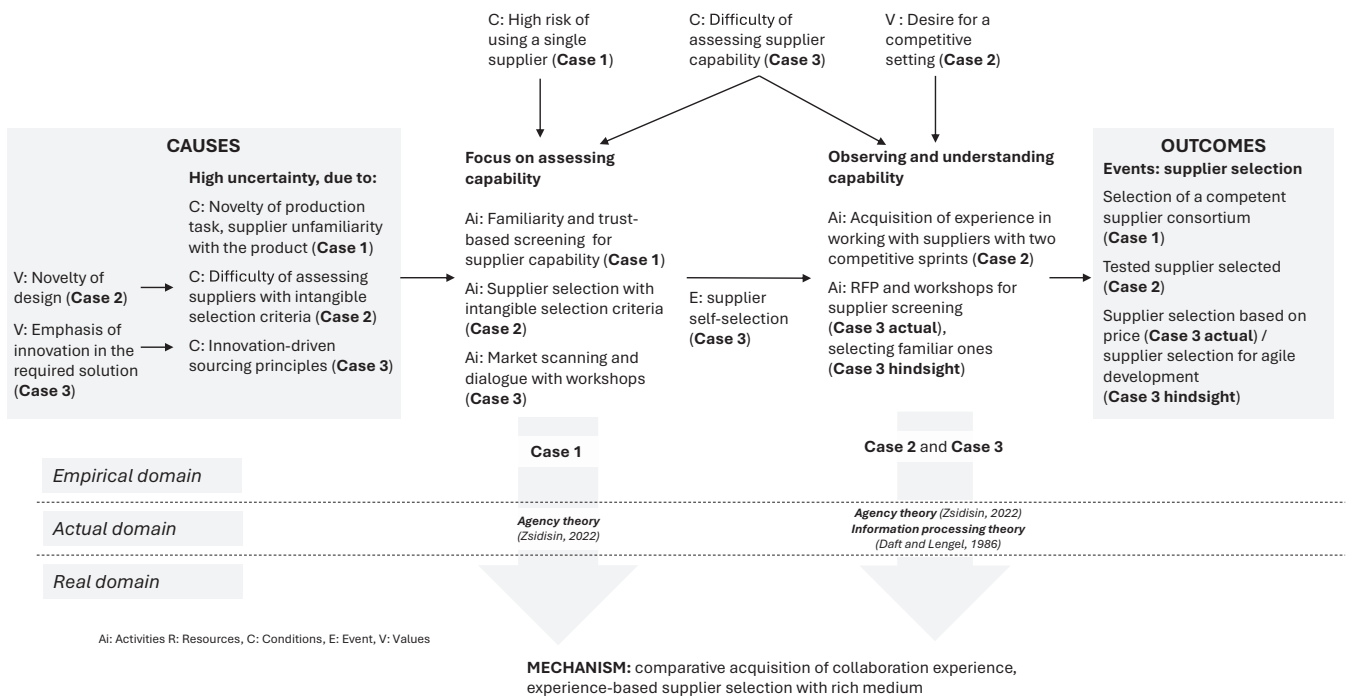 C: High risk of
using a single
supplier (Case 1)
C: Difficulty of
assessing supplier
capability (Case 3)
V : Desire for a
competitive
setting (Case 2)
CAUSES
High uncertainty, due to:
C: Novelty of production
task, supplier unfamiliarity
with the product (Case 1)
V: Novelty of
design (Case 2)
C: Difficulty of assessing
suppliers with intangible
selection criteria (Case 2)
V: Emphasis of
innovation in the
required solution
(Case 3)
C: Innovation-driven
sourcing principles (Case 3)
Focus on assessing
capability
Ai: Familiarity and trust-
based screening for
supplier capability (Case 1)
Ai: Supplier selection with
intangible selection criteria
(Case 2)
Ai: Market scanning and
dialogue with workshops
(Case 3)
E: supplier
self-selection
(Case 3)
Observing and understanding
capability
Ai: Acquisition of experience in
working with suppliers with two
competitive sprints (Case 2)
Ai: RFP and workshops for
supplier screening
(Case 3 actual),
selecting familiar ones
(Case 3 hindsight)
OUTCOMES
Events: supplier selection
Selection of a competent
supplier consortium
(Case 1)
Tested supplier selected
(Case 2)
Supplier selection based on
price (Case 3 actual) /
supplier selection for agile
development
(Case 3 hindsight)
Case 1
Case 2 and Case 3
Empirical domain
Actual domain
Agency theory
(Zsidisin, 2022)
Agency theory (Zsidisin, 2022)
Information processing theory
(Daft and Lengel, 1986)
Real domain
Ai: Activities R: Resources, C: Conditions, E: Event, V: Values
MECHANISM: comparative acquisition of collaboration experience,
experience-based supplier selection with rich medium